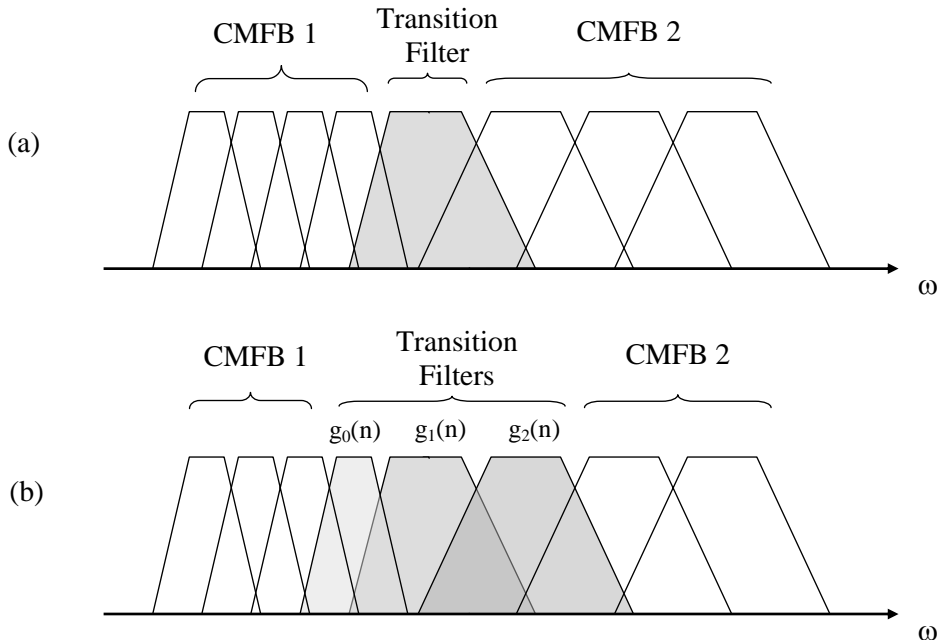 CMFB 1
Transition
Filter
CMFB 2
(a)
ω
CMFB 1
Transition
Filters
CMFB 2
g₀(n)
g₁(n)
g₂(n)
(b)
ω